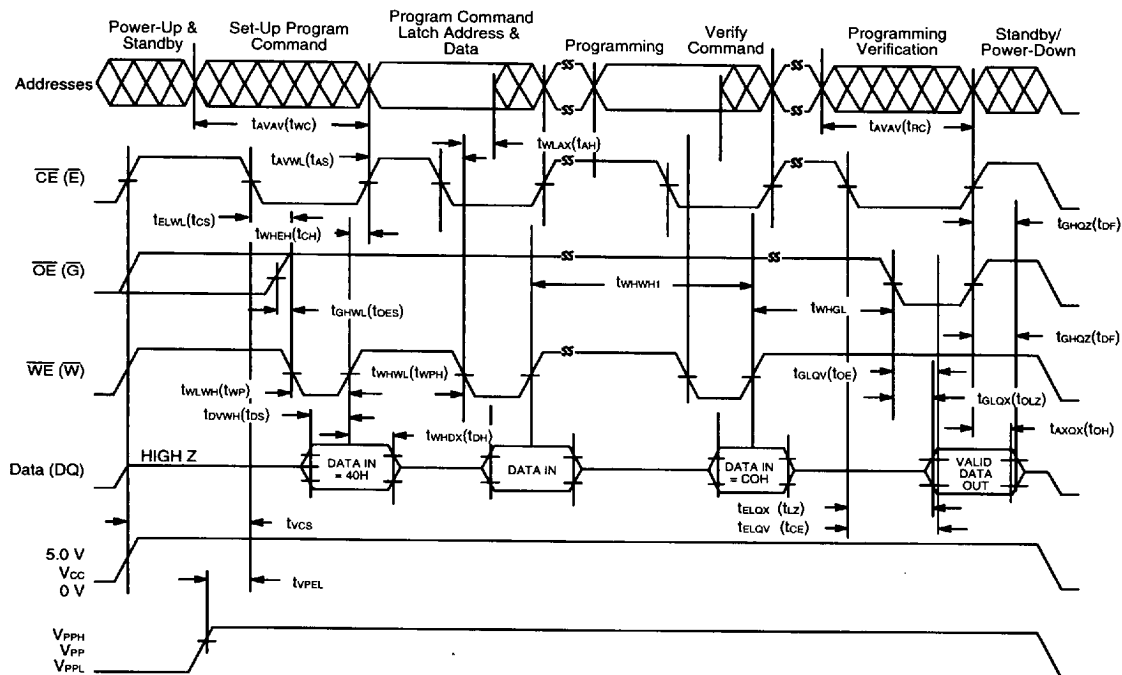 Power-Up &
Standby
Set-Up Program
Command
Program Command
Latch Address &
Data
Programming
Verify
Command
Programming
Verification
Standby/
Power-Down
Addresses
tAVAV(tWC)
tWLAX(tAH)
tAVAV(tRC)
tAVWL(tAS)
CE (E)
tELWL(tCS)
tWHEH(tCH)
tGHQZ(tDF)
OE (G)
tWHWH1
tGHWL(tOES)
tWHGL
tGHQZ(tDF)
WE (W)
tWLWH(tWP)
tWHWL(tWPH)
tGLQV(tOE)
tGLQX(tOLZ)
tDVWH(tDS)
tWHDX(tDH)
tAXQX(tOH)
Data (DQ)
HIGH Z
DATA IN
= 40H
DATA IN
DATA IN
= COH
VALID
DATA
OUT
tELQX (tLZ)
tVCS
tELQV (tCE)
5.0 V
VCC
0 V
tVPEL
VPPH
VPP
VPPL